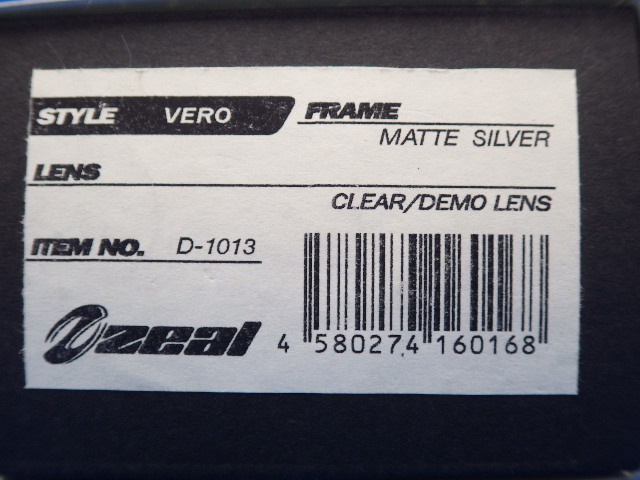 STYLE VERO
FRAME
MATTE SILVER
LENS
CLEAR/DEMO LENS
ITEM NO. D-1013
zeal
4 580274 160168